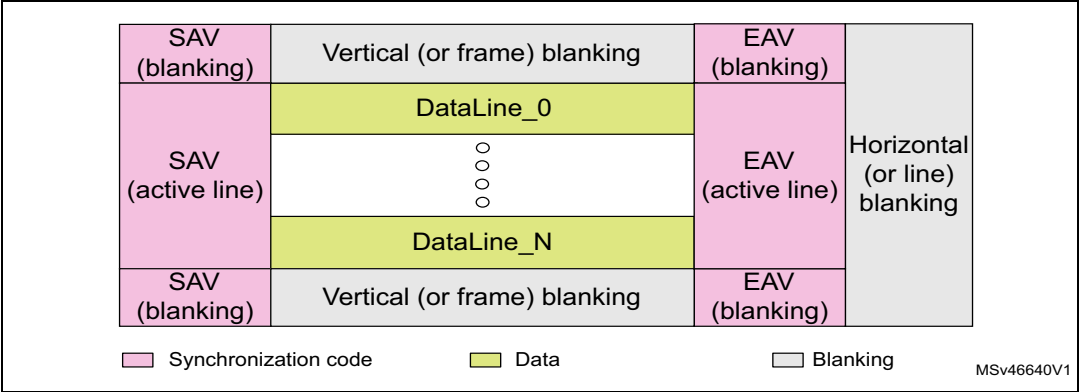 SAV
(blanking)
Vertical (or frame) blanking
EAV
(blanking)
DataLine_0
SAV
(active line)
EAV
(active line)
Horizontal
(or line)
blanking
DataLine_N
SAV
(blanking)
Vertical (or frame) blanking
EAV
(blanking)
Synchronization code
Data
Blanking
MSv46640V1